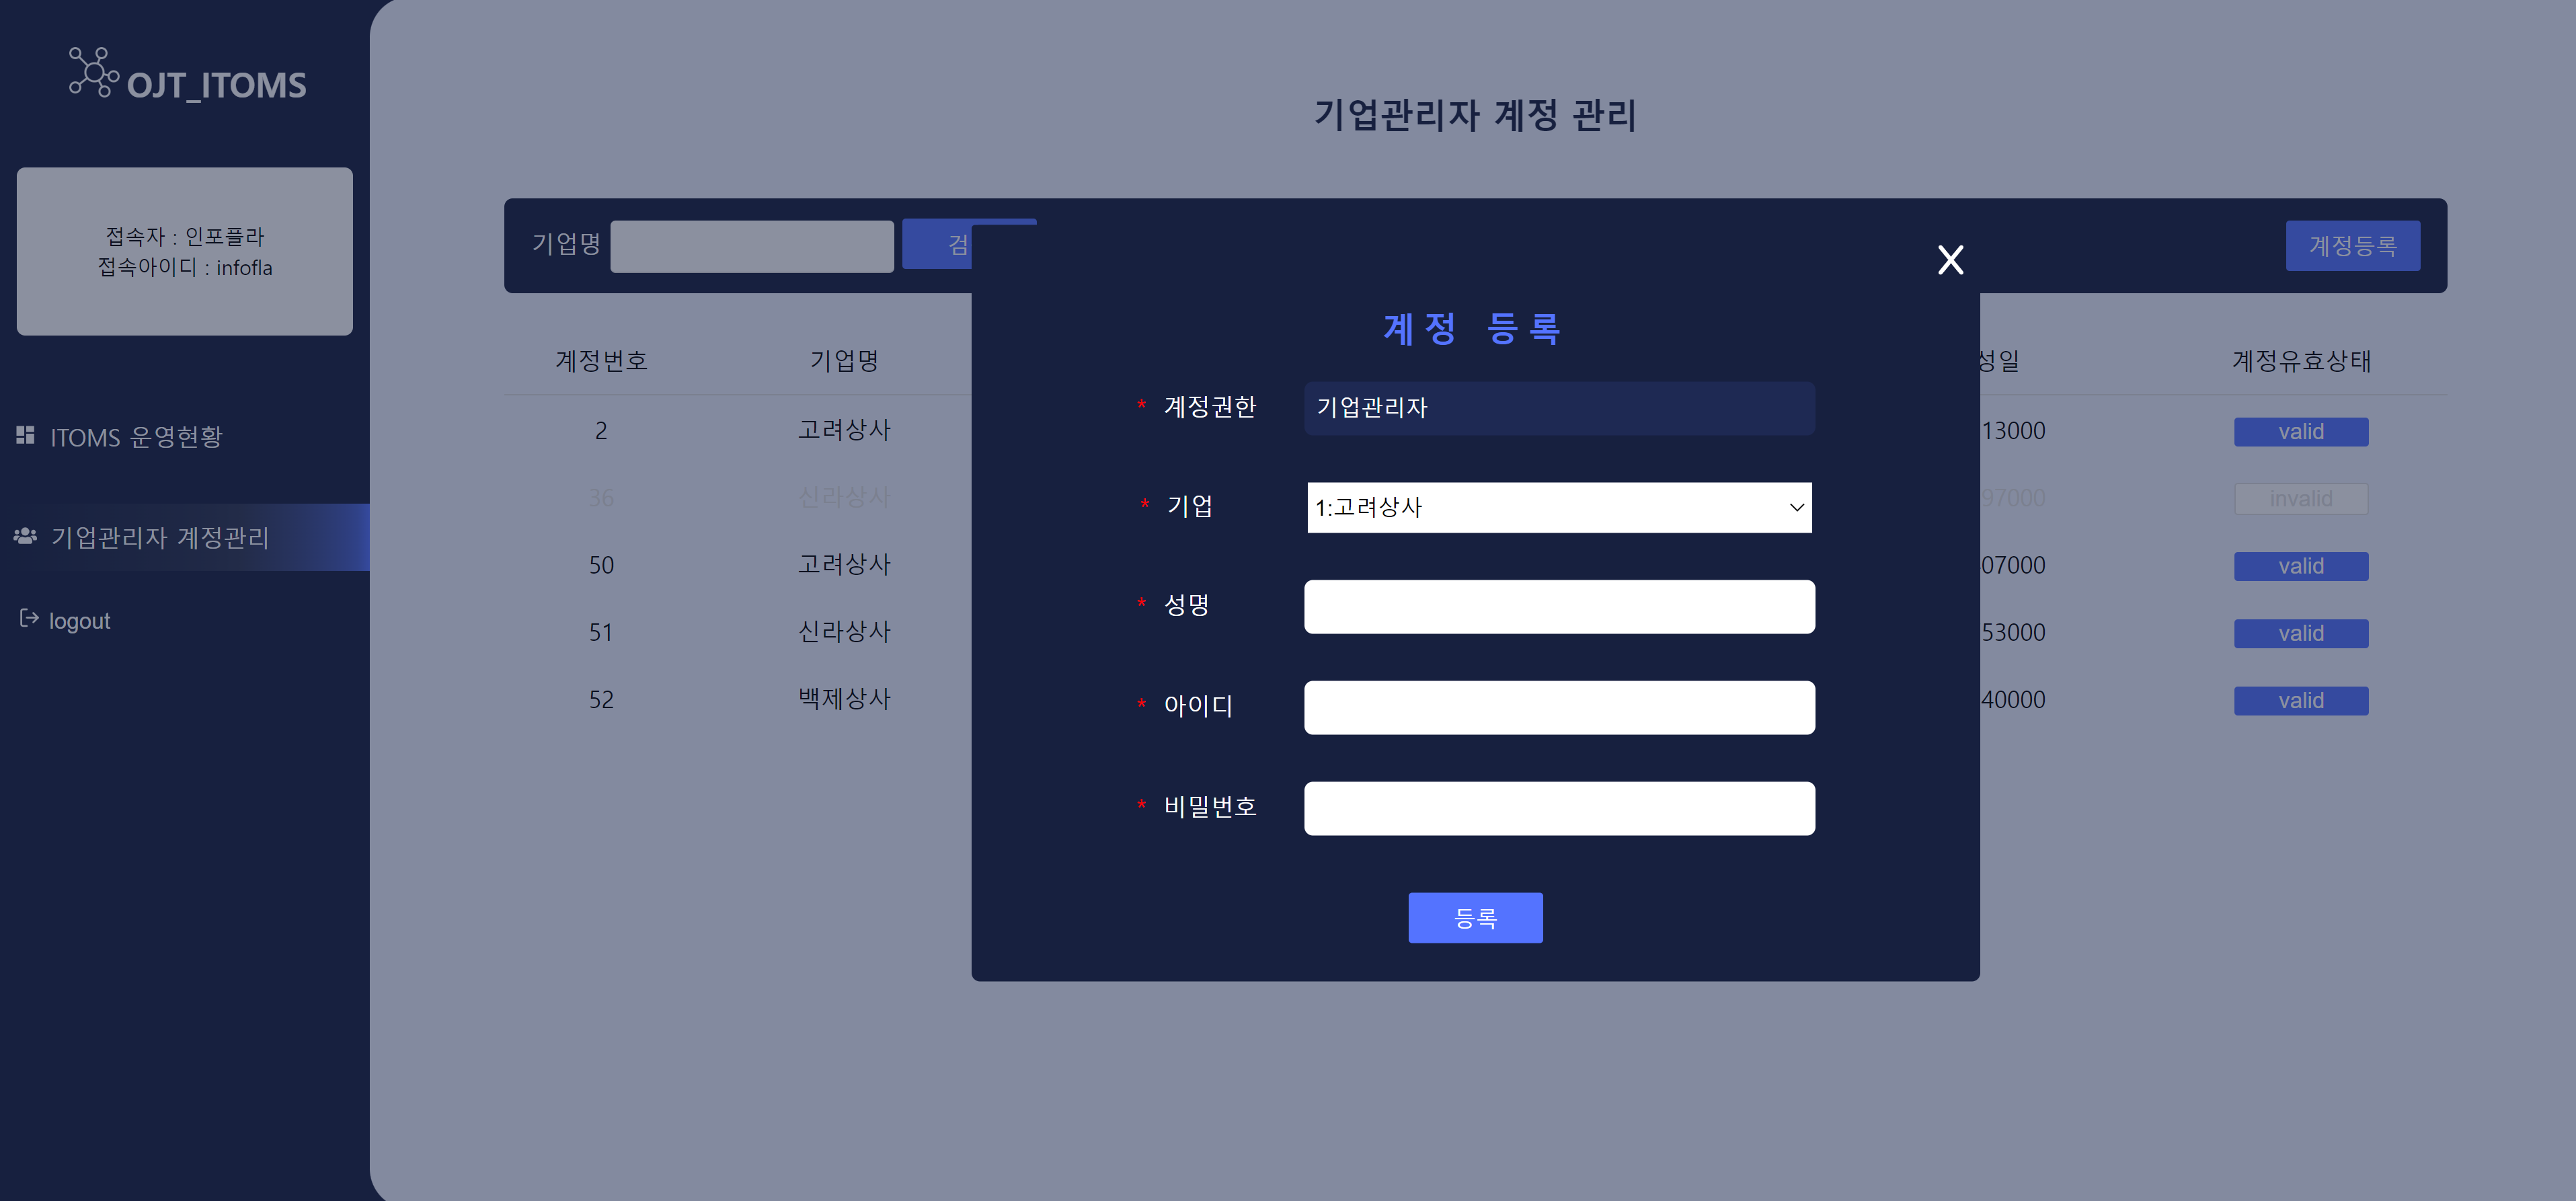 OJT_ITOMS
접속자 : 인포플라
접속아이디 : infofla
ITOMS 운영현황
기업관리자 계정관리
logout
기업관리자 계정 관리
기업명 검 계정등록
계정번호 기업명 성일 계정유효상태
2 고려상사 13000 valid
36 신라상사 97000 invalid
50 고려상사 07000 valid
51 신라상사 53000 valid
52 백제상사 40000 valid
X
계정 등록
* 계정권한 기업관리자
* 기업 1:고려상사
* 성명
* 아이디
* 비밀번호
등록